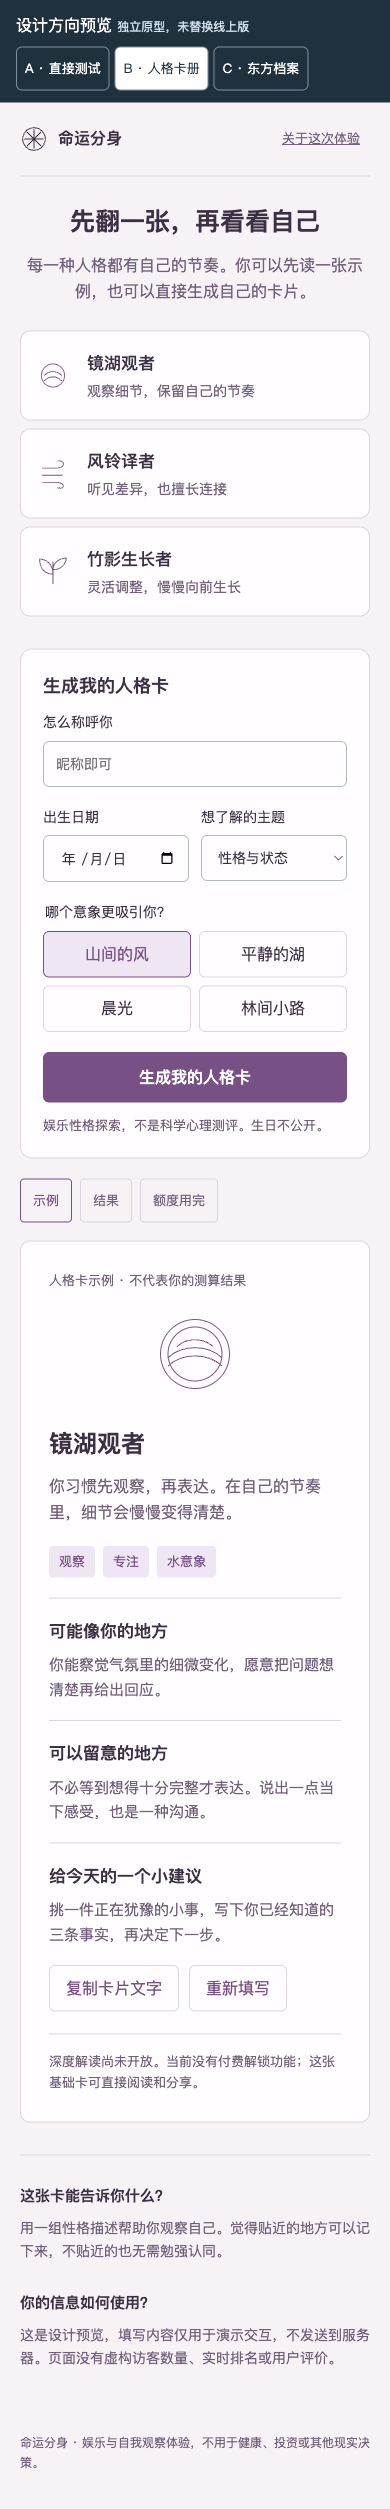 设计方向预览 独立原型，未替换线上版
A · 直接测试 B · 人格卡册 C · 东方档案
命运分身 关于这次体验
先翻一张，再看看自己
每一种人格都有自己的节奏。你可以先读一张示
例，也可以直接生成自己的卡片。
镜湖观者
观察细节，保留自己的节奏
风铃译者
听见差异，也擅长连接
竹影生长者
灵活调整，慢慢向前生长
生成我的人格卡
怎么称呼你
昵称即可
出生日期 想了解的主题
年 /月/日 性格与状态
哪个意象更吸引你?
山间的风 平静的湖
晨光 林间小路
生成我的人格卡
娱乐性格探索，不是科学心理测评。生日不公开。
示例 结果 额度用完
人格卡示例 · 不代表你的测算结果
镜湖观者
你习惯先观察，再表达。在自己的节奏
里，细节会慢慢变得清楚。
观察 专注 水意象
可能像你的地方
你能察觉气氛里的细微变化，愿意把问题想
清楚再给出回应。
可以留意的地方
不必等到想得十分完整才表达。说出一点当
下感受，也是一种沟通。
给今天的一个小建议
挑一件正在犹豫的小事，写下你已经知道的
三条事实，再决定下一步。
复制卡片文字 重新填写
深度解读尚未开放。当前没有付费解锁功能；这张
基础卡可直接阅读和分享。
这张卡能告诉你什么?
用一组性格描述帮助你观察自己。觉得贴近的地方可以记
下来，不贴近的也无需勉强认同。
你的信息如何使用?
这是设计预览，填写内容仅用于演示交互，不发送到服务
器。页面没有虚构访客数量、实时排名或用户评价。
命运分身 · 娱乐与自我观察体验，不用于健康、投资或其他现实决
策。